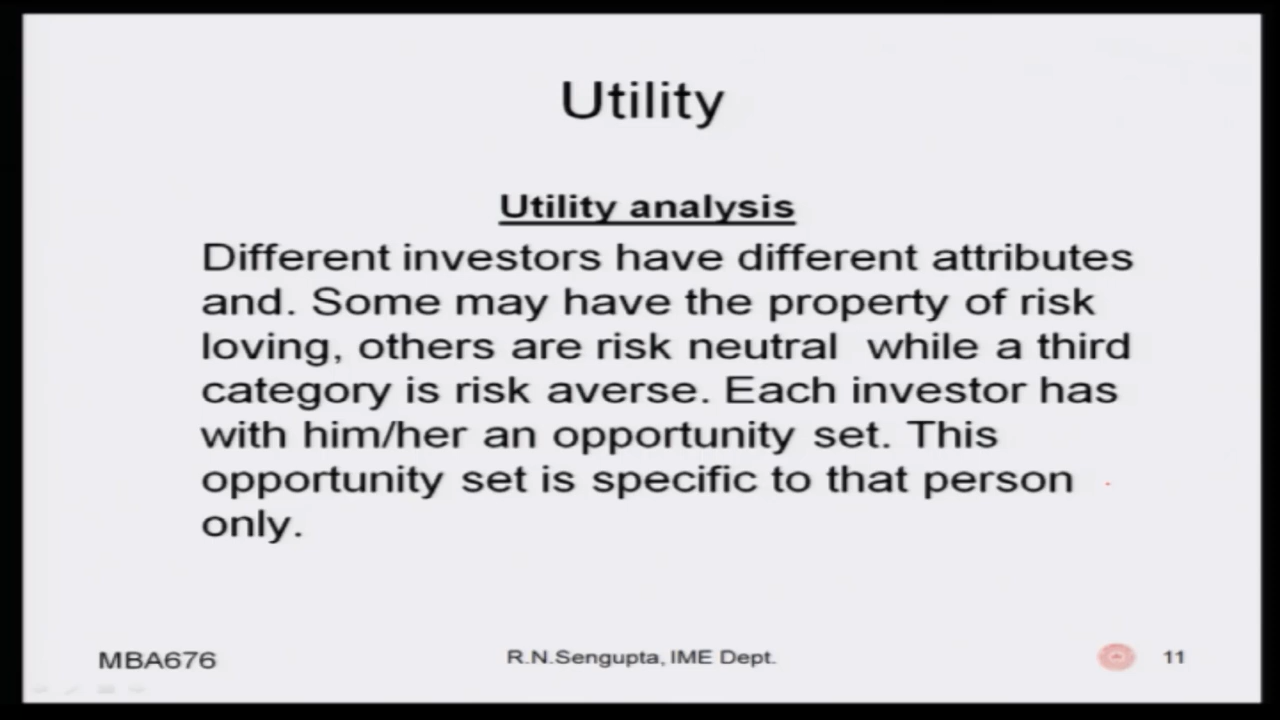 Utility
Utility analysis
Different investors have different attributes
and. Some may have the property of risk
loving, others are risk neutral while a third
category is risk averse. Each investor has
with him/her an opportunity set. This
opportunity set is specific to that person
only.
MBA676
R.N.Sengupta, IME Dept.
11